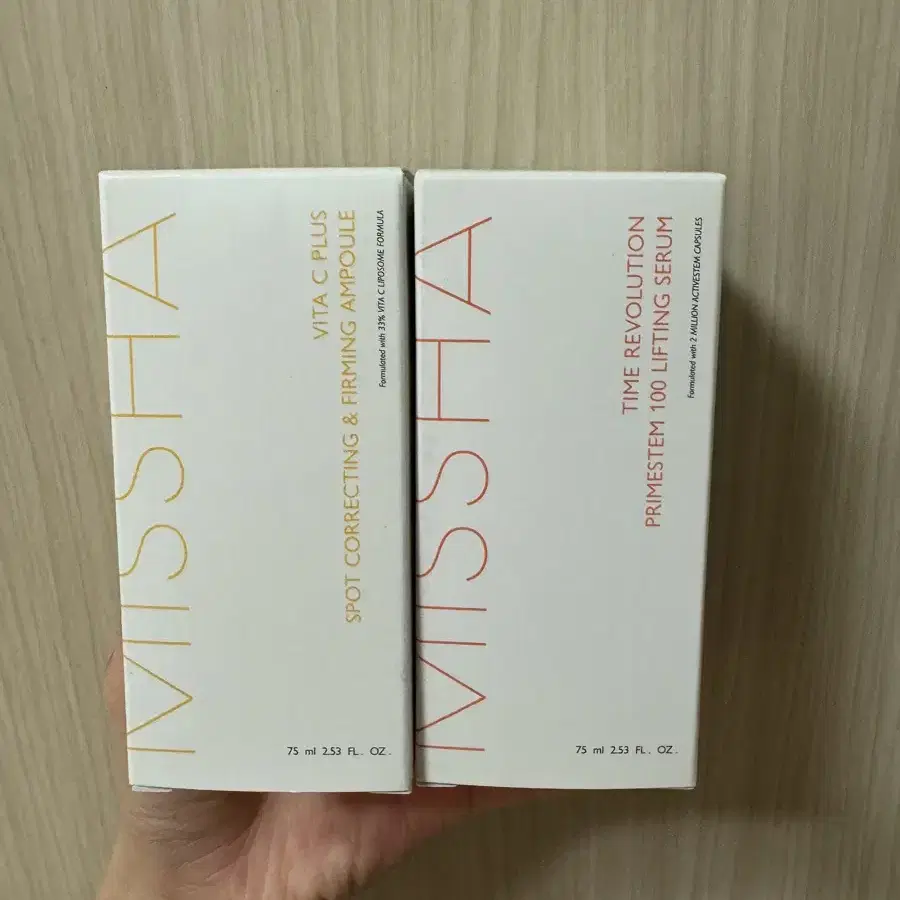 MISSHA
VITA C PLUS
SPOT CORRECTING & FIRMING AMPOULE
Formulated with 33% VITA C LIPOSOME FORMULA
75 ml 2.53 FL. OZ.
MISSHA
TIME REVOLUTION
PRIMESTEM 100 LIFTING SERUM
Formulated with 2 MILLION ACTIVESTEM CAPSULES
75 ml 2.53 FL. OZ.